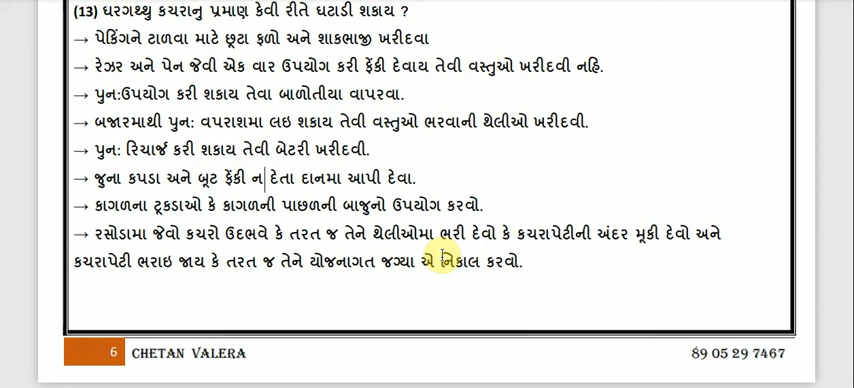 (13) ઘરગથ્થુ કચરાનુ પ્રમાણ કેવી રીતે ઘટાડી શકાય ?
→ પેકિંગને ટાળવા માટે છૂટા ફળો અને શાકભાજી ખરીદવા
→ રેઝર અને પેન જેવી એક વાર ઉપયોગ કરી ફેંકી દેવાય તેવી વસ્તુઓ ખરીદવી નહિ.
→ પુન:ઉપયોગ કરી શકાય તેવા બાળોતીયા વાપરવા.
→ બજારમાથી પુન: વપરાશમા લઇ શકાય તેવી વસ્તુઓ ભરવાની થેલીઓ ખરીદવી.
→ પુન: રિચાર્જ કરી શકાય તેવી બેટરી ખરીદવી.
→ જુના કપડા અને બૂટ ફેંકી ન દેતા દાનમા આપી દેવા.
→ કાગળના ટૂકડાઓ કે કાગળની પાછળની બાજુનો ઉપયોગ કરવો.
→ રસોડામા જેવો કચરો ઉદભવે કે તરત જ તેને થેલીઓમા ભરી દેવો કે કચરાપેટીની અંદર મૂકી દેવો અને
કચરાપેટી ભરાઇ જાય કે તરત જ તેને યોજનાગત જગ્યા એ નિકાલ કરવો.
6 CHETAN VALERA 89 05 29 7467